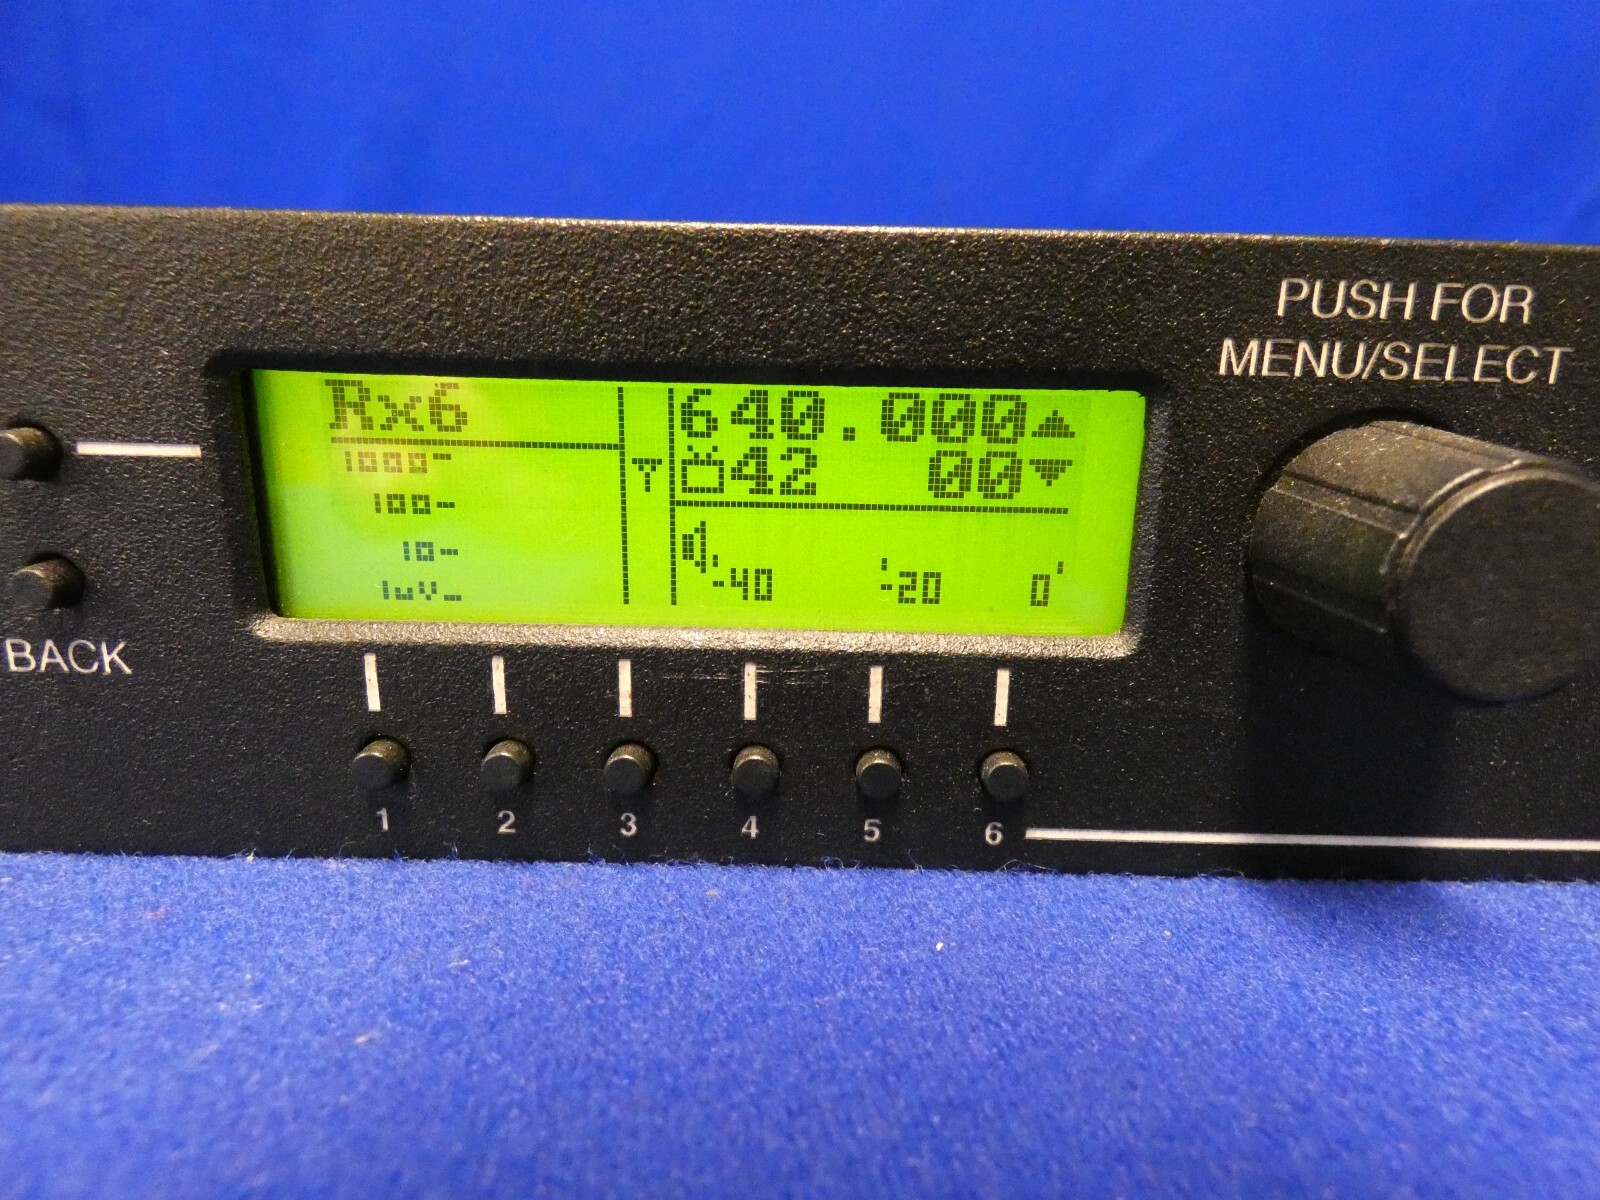 PUSH FOR
MENU/SELECT
Rx6
640.000
42 00
1000-
100-
10-
1uV-
Y
-40 -20 0
BACK
1 2 3 4 5 6